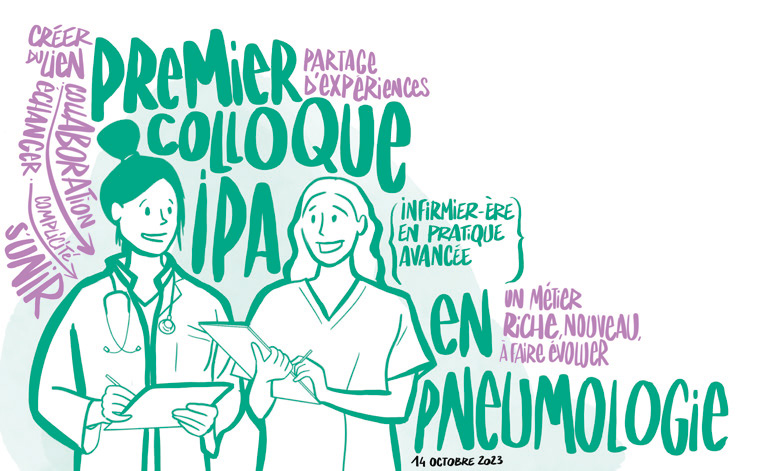 CRÉER
DU LIEN
COLLABORATION
ÉCHANGER.
COMPLICITÉ!
S'UNIR
PREMIER
COLLOQUE
IPA
PARTAGE
D'EXPÉRIENCES
INFIRMIER-ÈRE
EN PRATIQUE
AVANCÉE
EN
PNEUMOLOGIE
UN MÉTIER
RICHE, NOUVEAU,
À FAIRE ÉVOLUER
14 OCTOBRE 2023